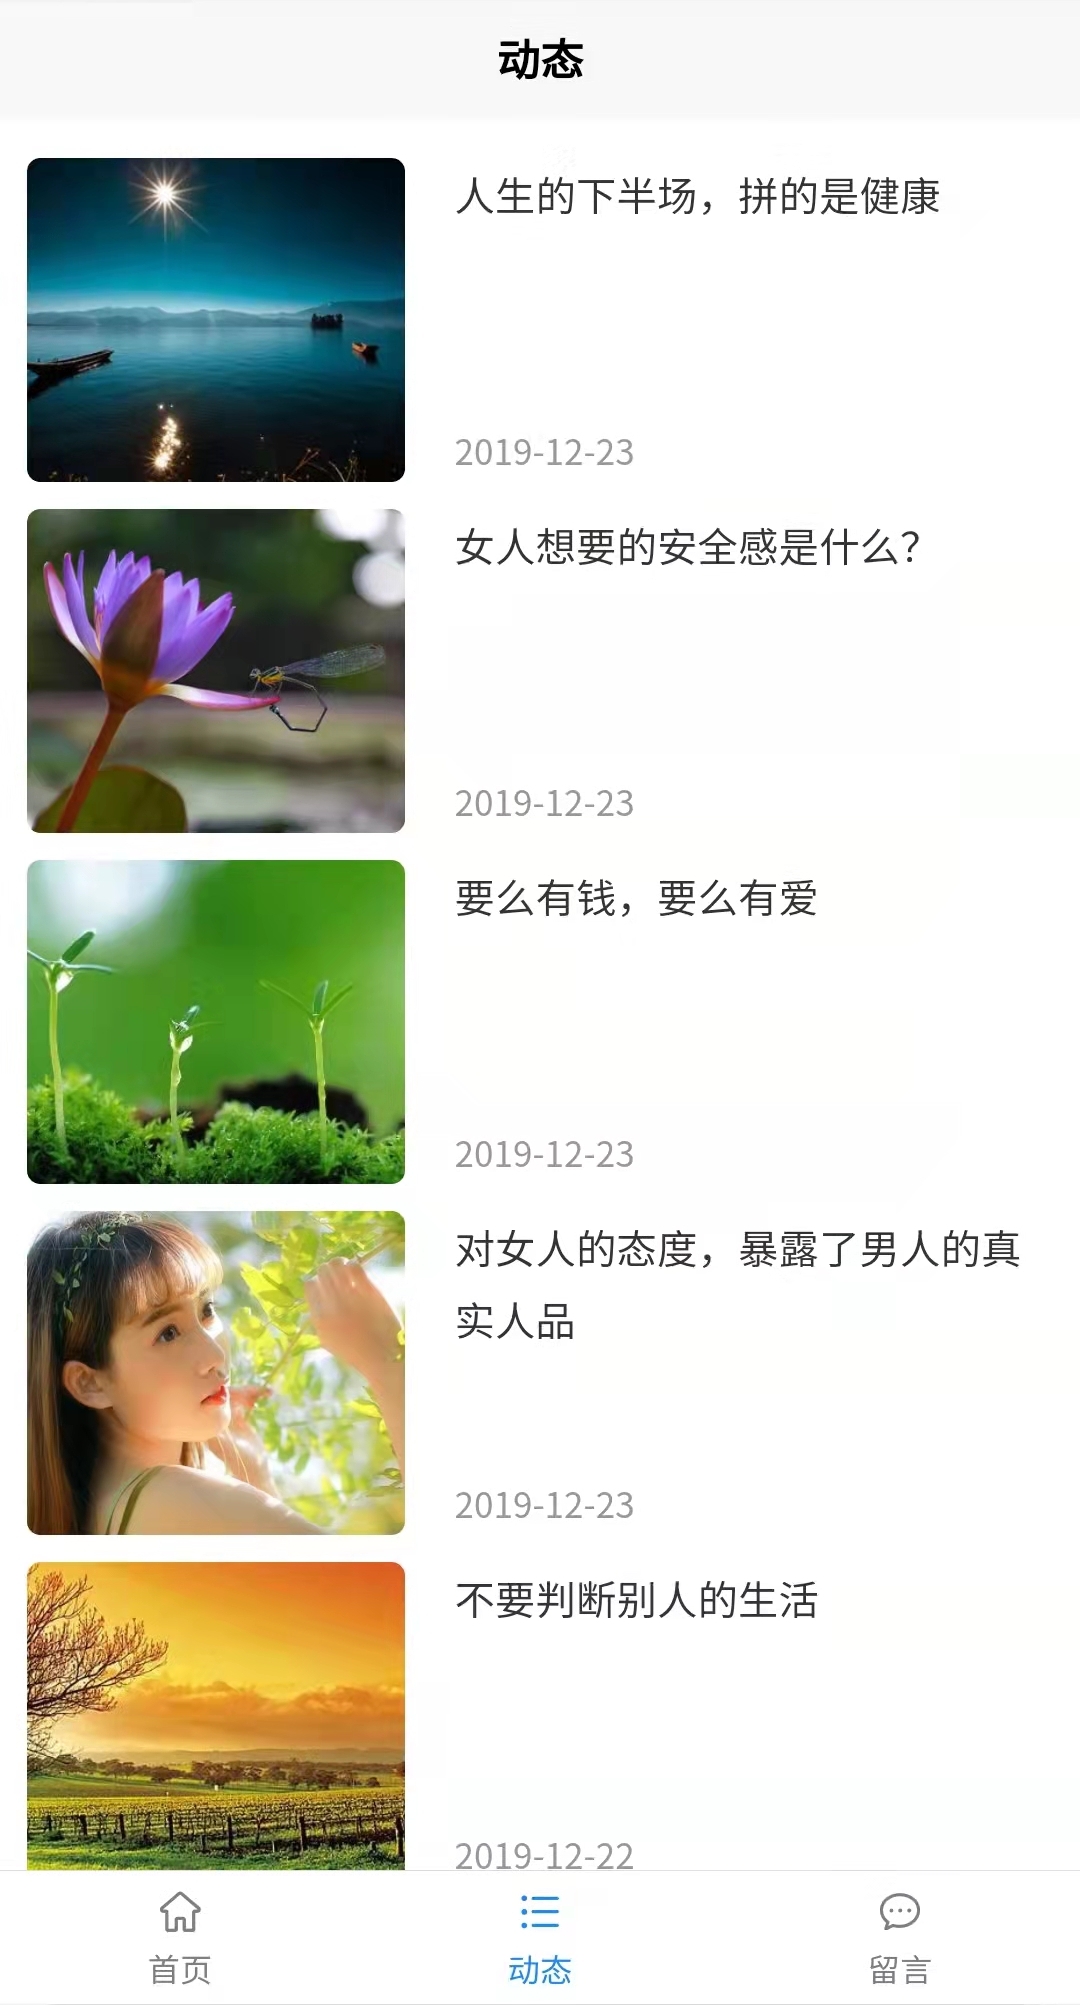 动态
人生的下半场，拼的是健康
2019-12-23
女人想要的安全感是什么？
2019-12-23
要么有钱，要么有爱
2019-12-23
对女人的态度，暴露了男人的真
实人品
2019-12-23
不要判断别人的生活
2019-12-22
首页
动态
留言